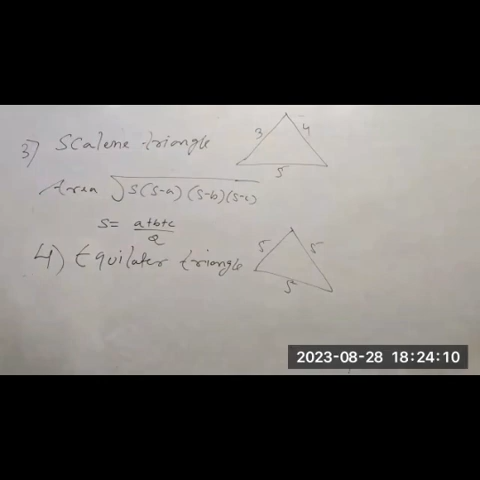 3) Scalene triangle
3 4
5
Area √s(s-a)(s-b)(s-c)
s= a+b+c/2
4) Equilater triangle
5 5
5
2023-08-28 18:24:10